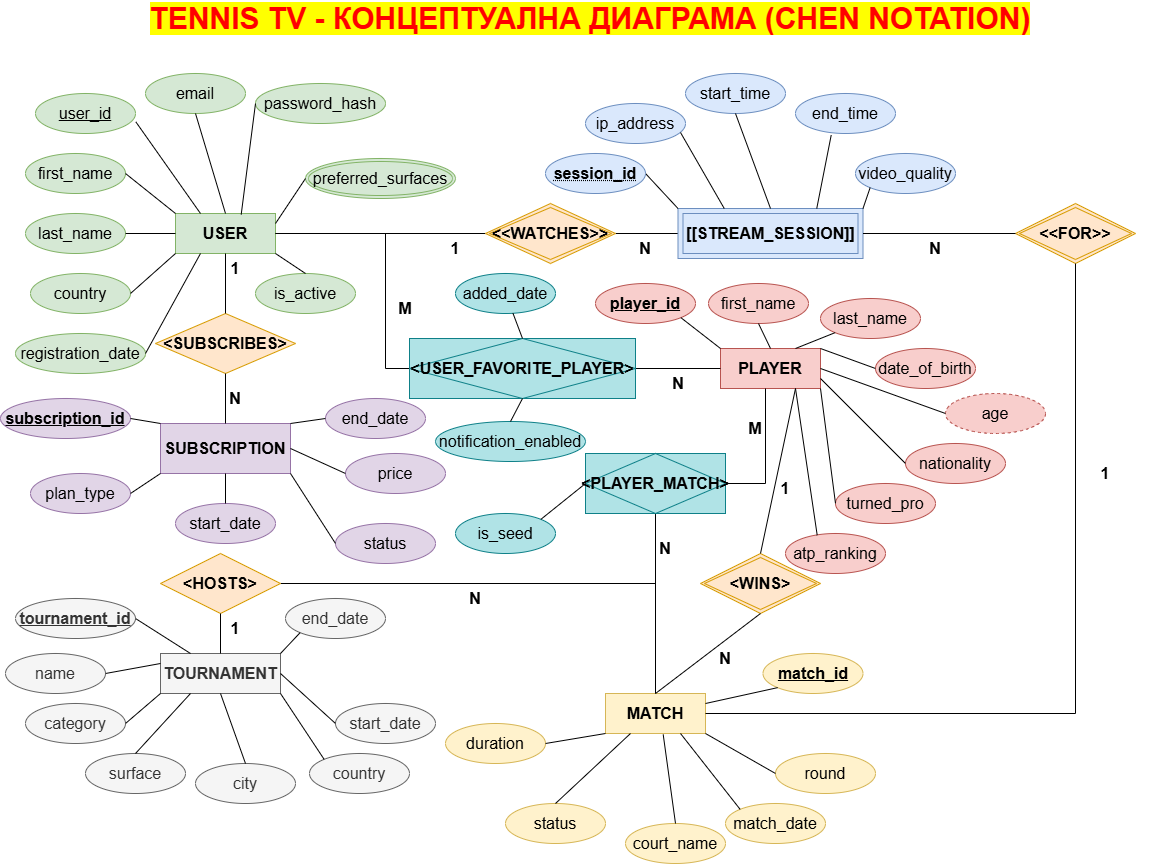 TENNIS TV - КОНЦЕПТУАЛНА ДИАГРАМА (CHEN NOTATION)
email
start_time
user_id
password_hash
ip_address
end_time
first_name
preferred_surfaces
session_id
video_quality
last_name
USER
<<WATCHES>>
[[STREAM_SESSION]]
<<FOR>>
1
N
N
1
country
is_active
added_date
player_id
first_name
M
last_name
registration_date
<SUBSCRIBES>
<USER_FAVORITE_PLAYER>
PLAYER
date_of_birth
N
N
subscription_id
end_date
age
M
notification_enabled
SUBSCRIPTION
nationality
price
1
plan_type
<PLAYER_MATCH>
1
turned_pro
start_date
is_seed
status
N
atp_ranking
<HOSTS>
<WINS>
N
tournament_id
end_date
1
N
name
TOURNAMENT
match_id
category
start_date
MATCH
duration
surface
city
country
round
status
match_date
court_name